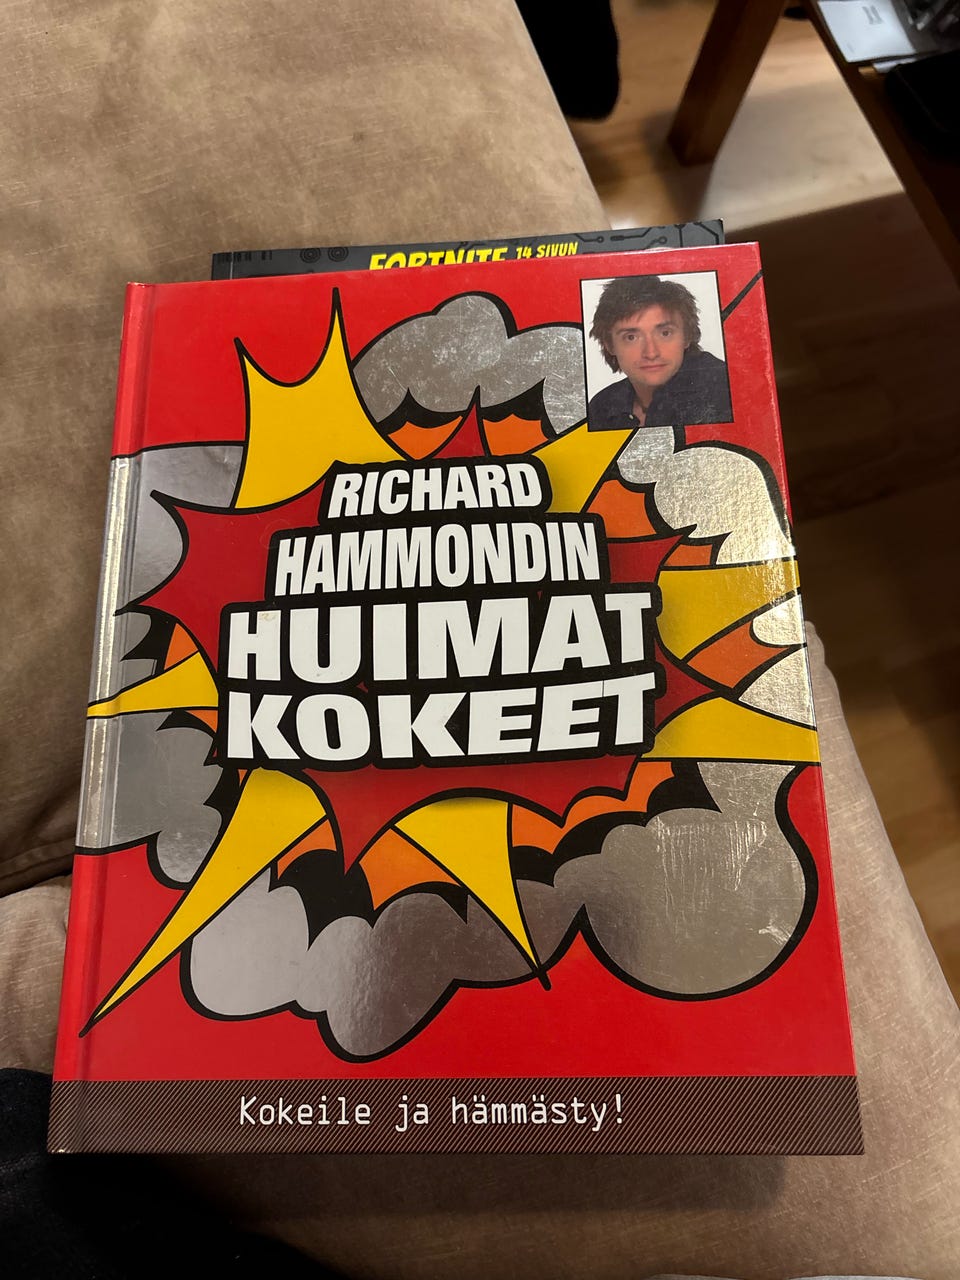 FORTNITE 14 SIVUN
RICHARD
HAMMONDIN
HUIMAT
KOKEET
Kokeile ja hämmästy!